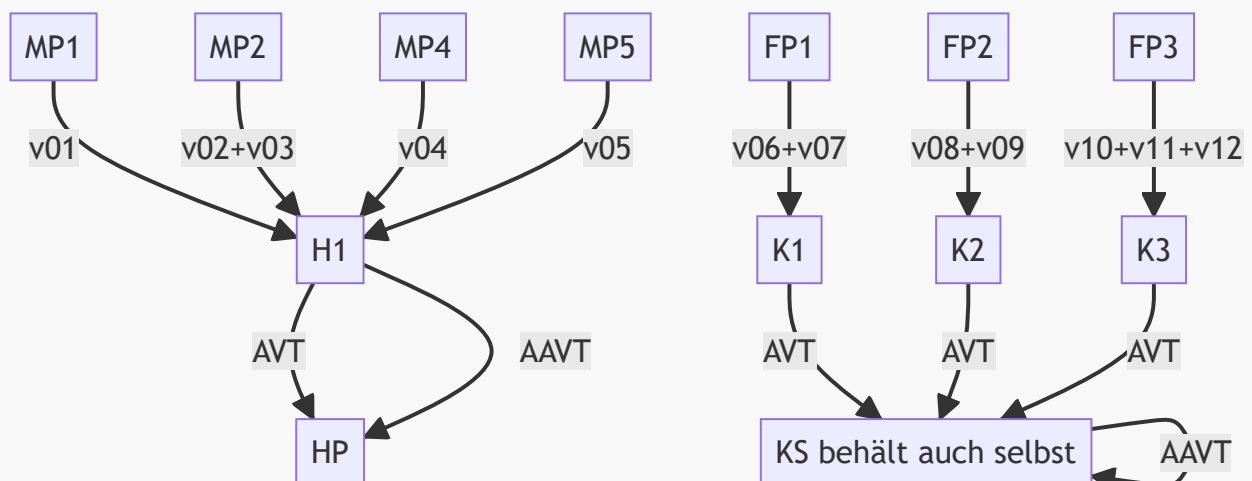 MP1 MP2 MP4 MP5 FP1 FP2 FP3
v01 v02+v03 v04 v05 v06+v07 v08+v09 v10+v11+v12
H1 K1 K2 K3
AVT AAVT AVT AVT AVT
HP KS behält auch selbst AAVT